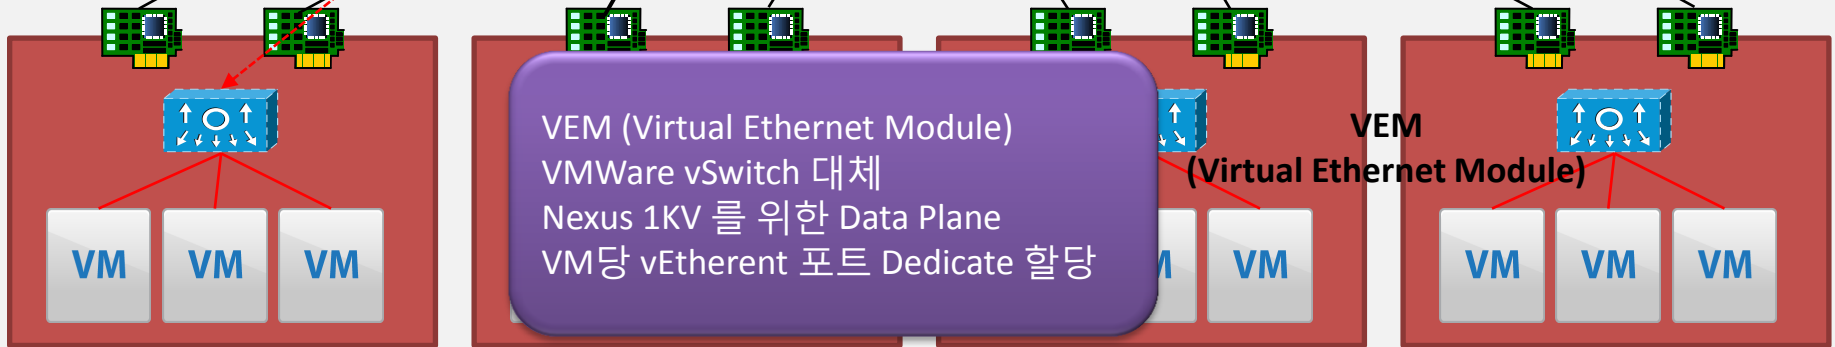 VEM (Virtual Ethernet Module)
VMWare vSwitch 대체
Nexus 1KV 를 위한 Data Plane
VM당 vEtherent 포트 Dedicate 할당
VEM
(Virtual Ethernet Module)
VM VM VM
VM
VM VM VM